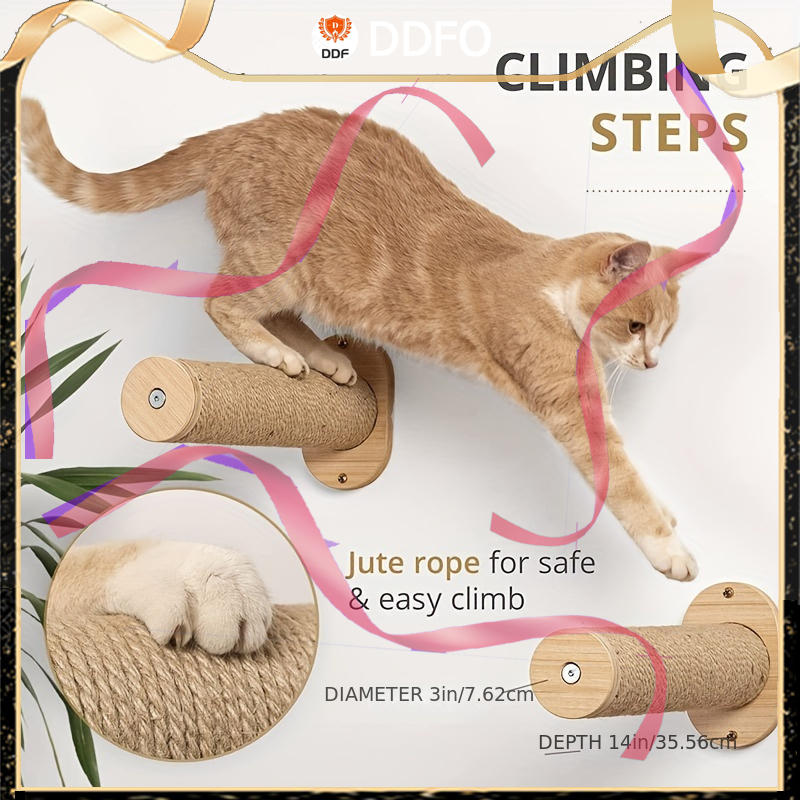 DDF
DDFO
CLIMBING
STEPS
Jute rope for safe
& easy climb
DIAMETER 3in/7.62cm
DEPTH 14in/35.56cm